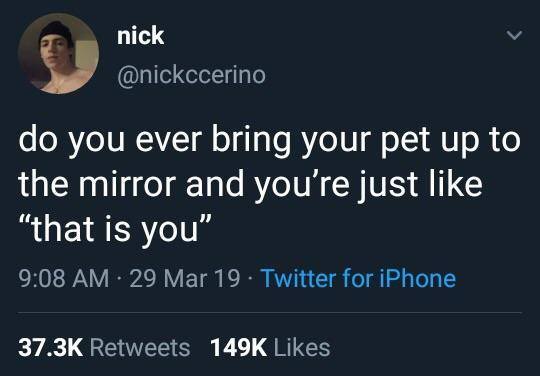 nick
@nickccerino
do you ever bring your pet up to
the mirror and you’re just like
“that is you”
9:08 AM · 29 Mar 19 · Twitter for iPhone
37.3K Retweets 149K Likes